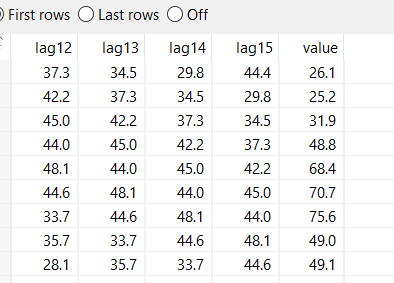 First rows Last rows Off
lag12 lag13 lag14 lag15 value
37.3 34.5 29.8 44.4 26.1
42.2 37.3 34.5 29.8 25.2
45.0 42.2 37.3 34.5 31.9
44.0 45.0 42.2 37.3 48.8
48.1 44.0 45.0 42.2 68.4
44.6 48.1 44.0 45.0 70.7
33.7 44.6 48.1 44.0 75.6
35.7 33.7 44.6 48.1 49.0
28.1 35.7 33.7 44.6 49.1